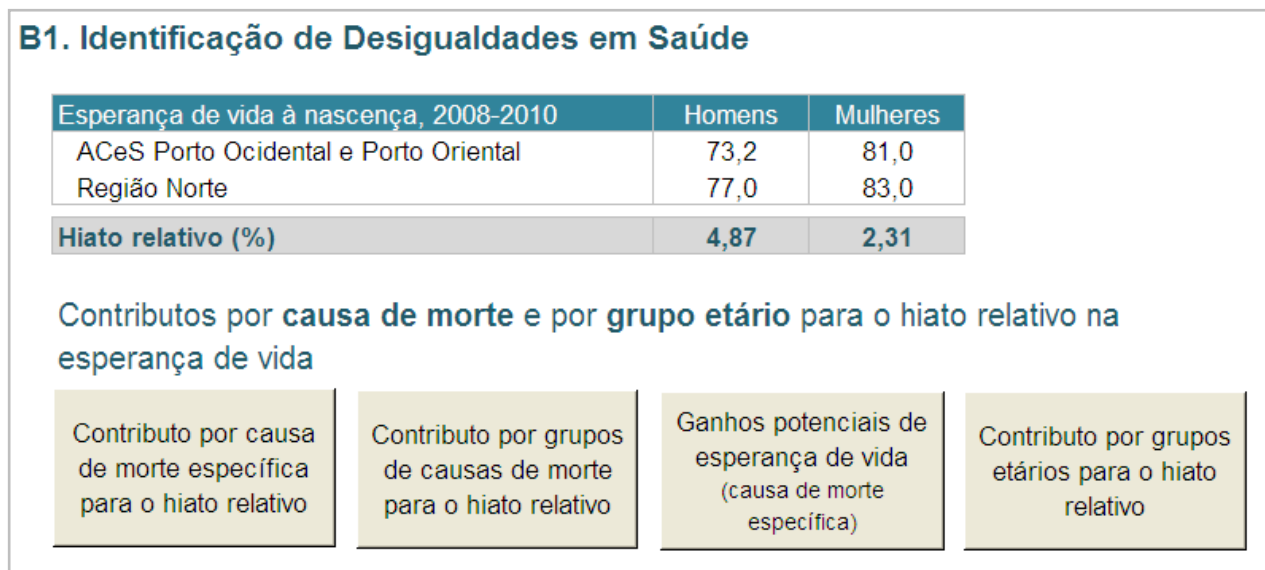 B1. Identificação de Desigualdades em Saúde
Esperança de vida à nascença, 2008-2010 Homens Mulheres
ACeS Porto Ocidental e Porto Oriental 73,2 81,0
Região Norte 77,0 83,0
Hiato relativo (%) 4,87 2,31
Contributos por causa de morte e por grupo etário para o hiato relativo na
esperança de vida
Contributo por causa
de morte específica
para o hiato relativo
Contributo por grupos
de causas de morte
para o hiato relativo
Ganhos potenciais de
esperança de vida
(causa de morte
específica)
Contributo por grupos
etários para o hiato
relativo